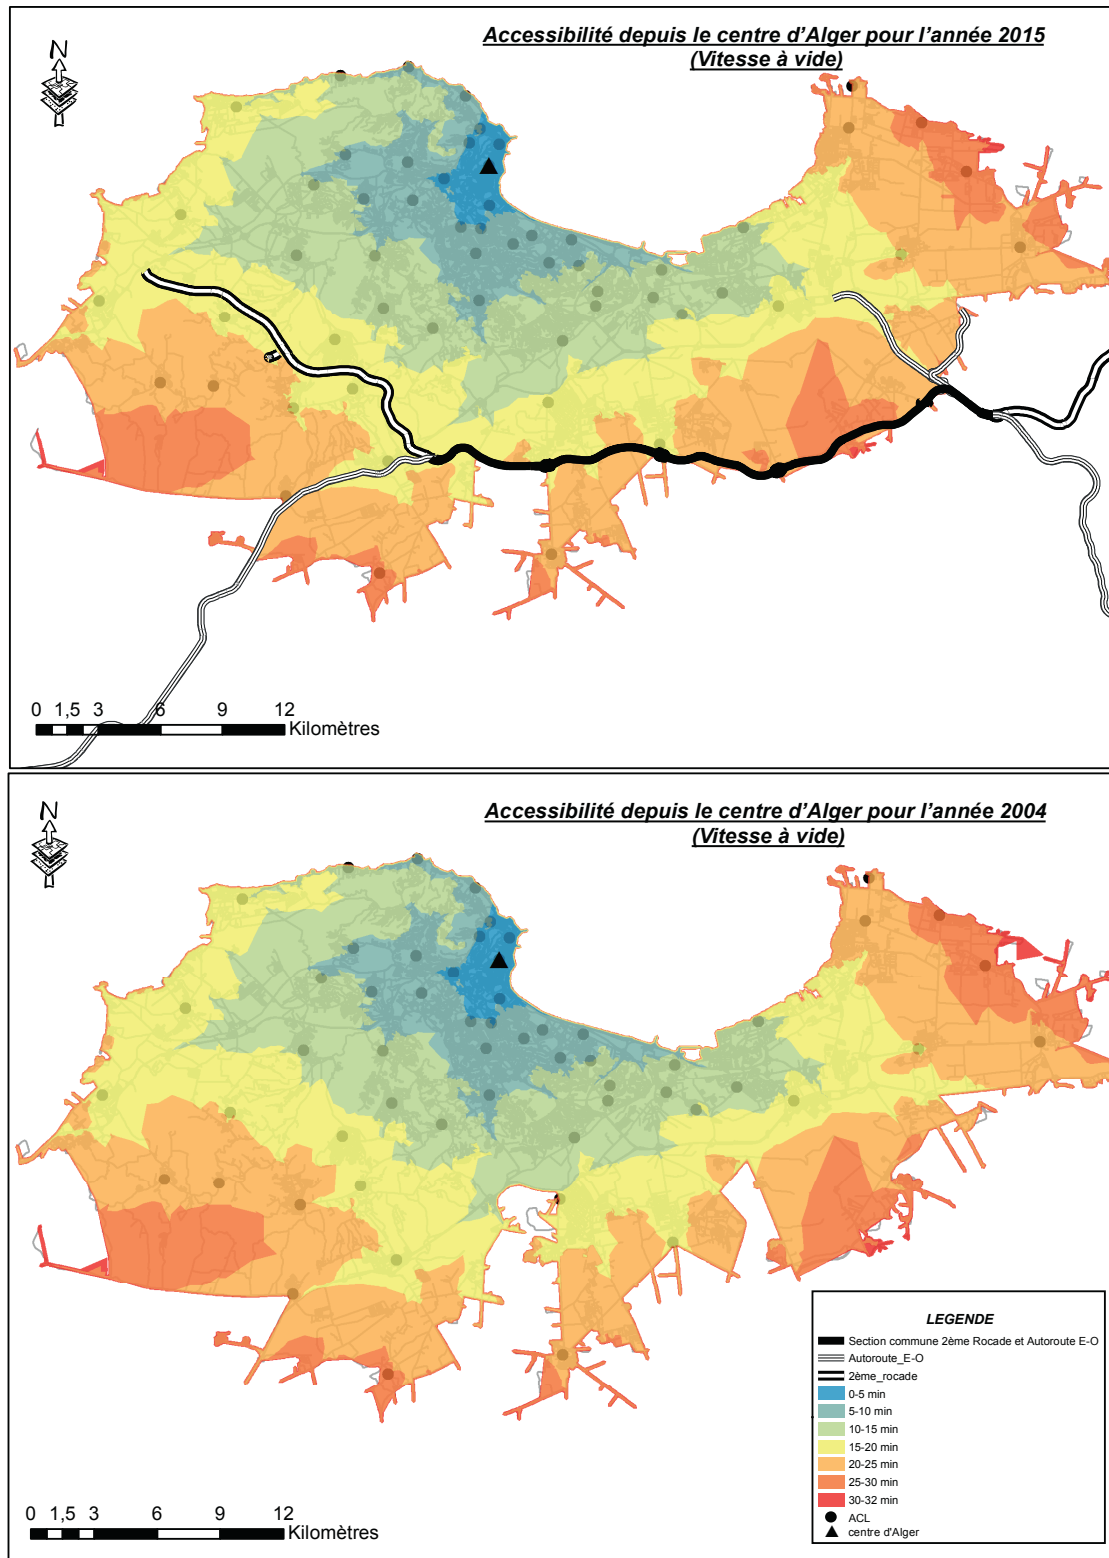 Accessibilité depuis le centre d'Alger pour l'année 2015
(Vitesse à vide)
N
0 1,5 3 6 9 12
Kilomètres
Accessibilité depuis le centre d'Alger pour l'année 2004
(Vitesse à vide)
N
LEGENDE
Section commune 2ème Rocade et Autoroute E-O
Autoroute_E-O
2ème_rocade
0-5 min
5-10 min
10-15 min
15-20 min
20-25 min
25-30 min
30-32 min
ACL
centre d'Alger
0 1,5 3 6 9 12
Kilomètres